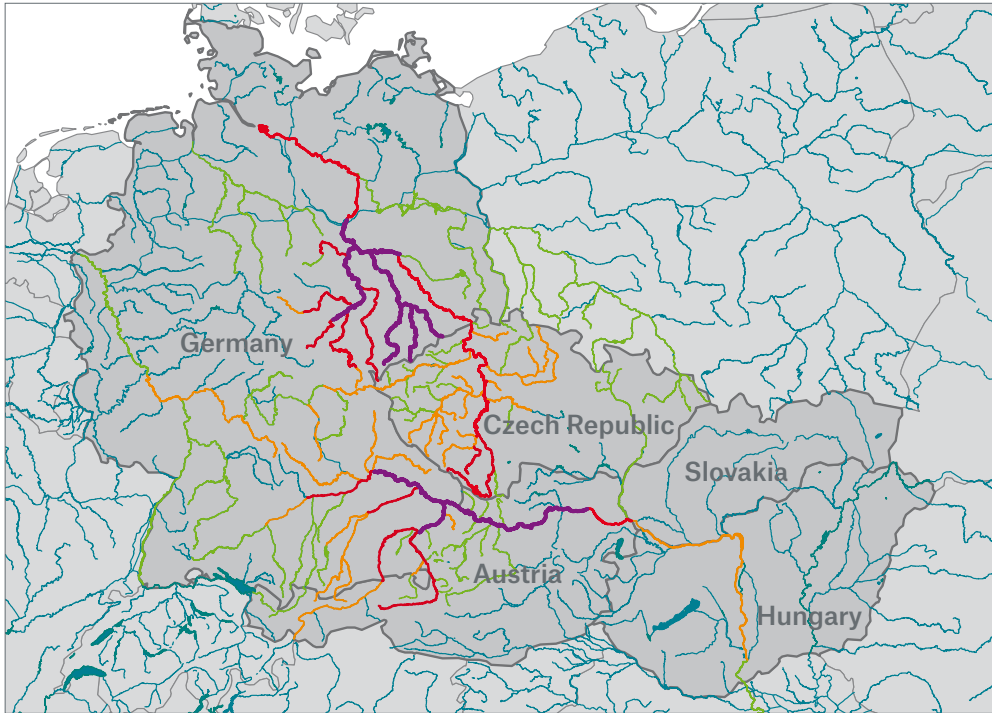 Germany
Czech Republic
Slovakia
Austria
Hungary